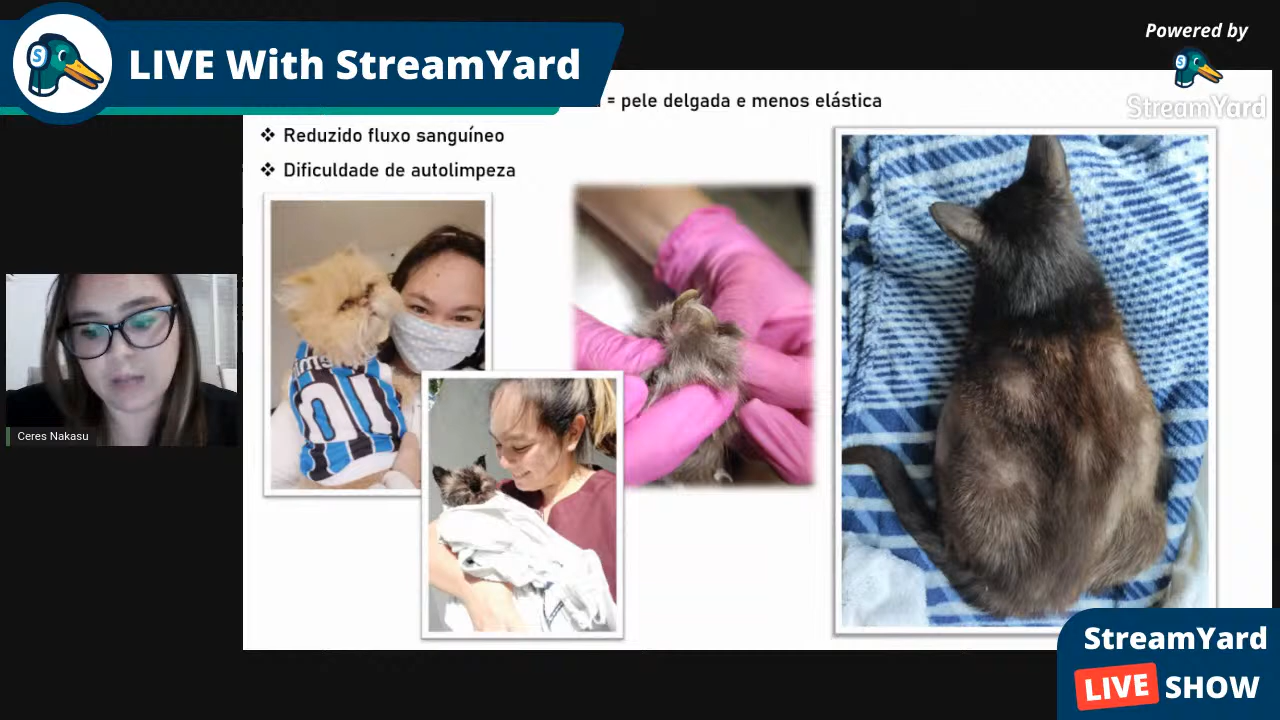 LIVE With StreamYard
Powered by
StreamYard
= pele delgada e menos elástica
❖ Reduzido fluxo sanguíneo
❖ Dificuldade de autolimpeza
Ceres Nakasu
StreamYard
LIVE SHOW